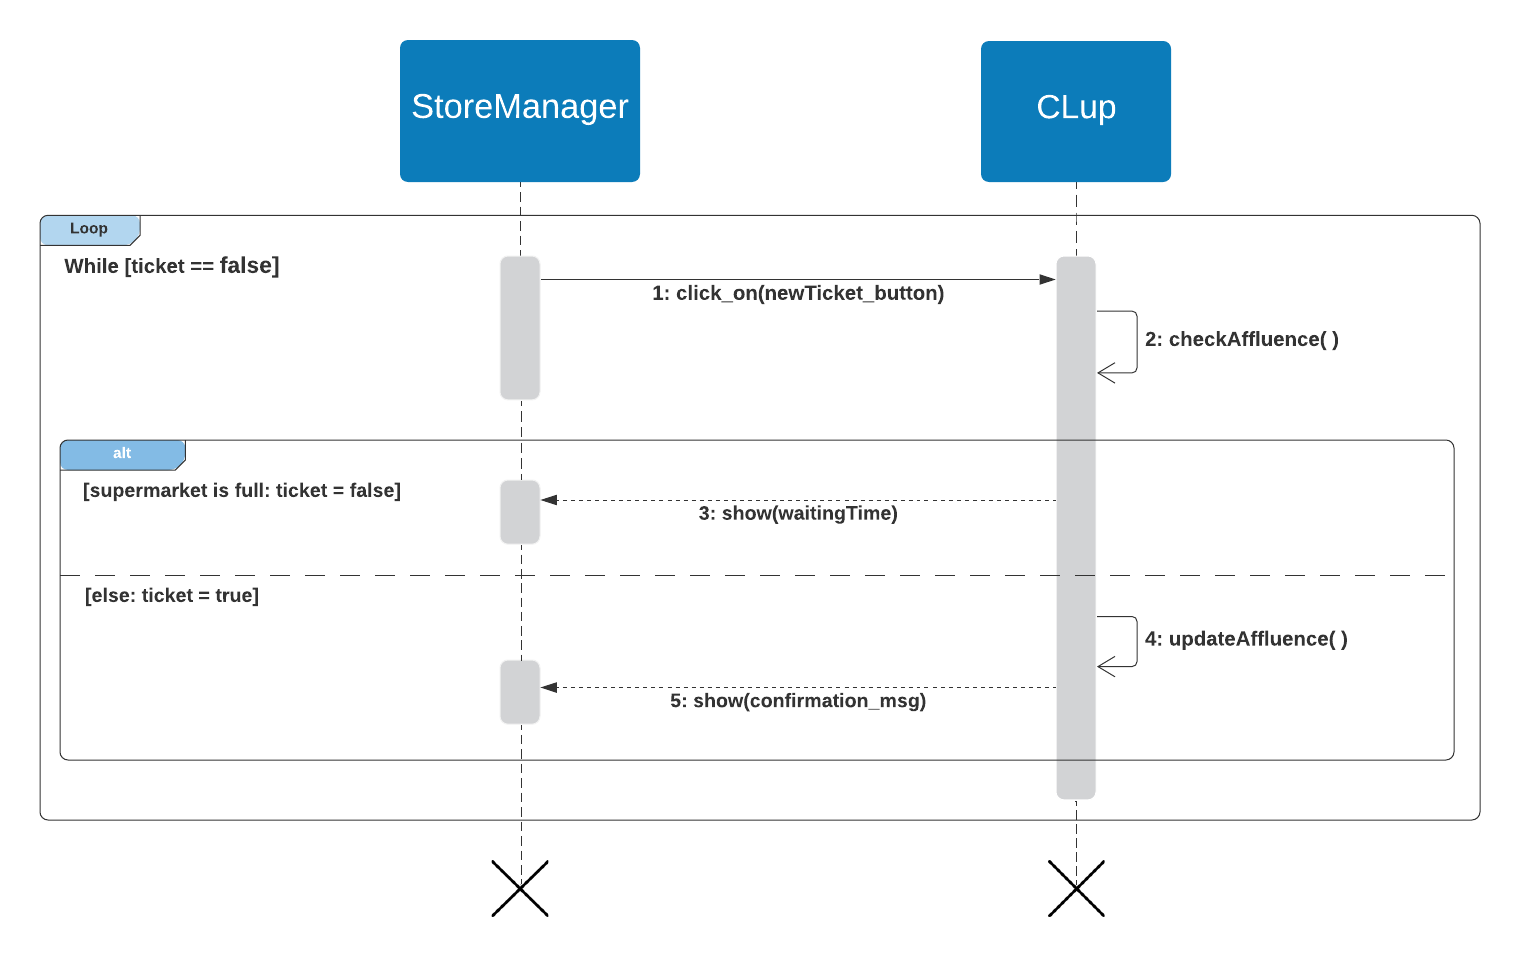 StoreManager
CLup
Loop
While [ticket == false]
1: click_on(newTicket_button)
2: checkAffluence( )
alt
[supermarket is full: ticket = false]
3: show(waitingTime)
[else: ticket = true]
4: updateAffluence( )
5: show(confirmation_msg)